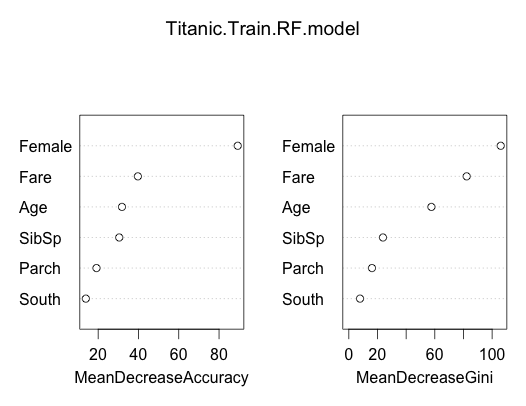 Titanic.Train.RF.model
Female
Fare
Age
SibSp
Parch
South
20 40 60 80
MeanDecreaseAccuracy
Female
Fare
Age
SibSp
Parch
South
0 20 60 100
MeanDecreaseGini